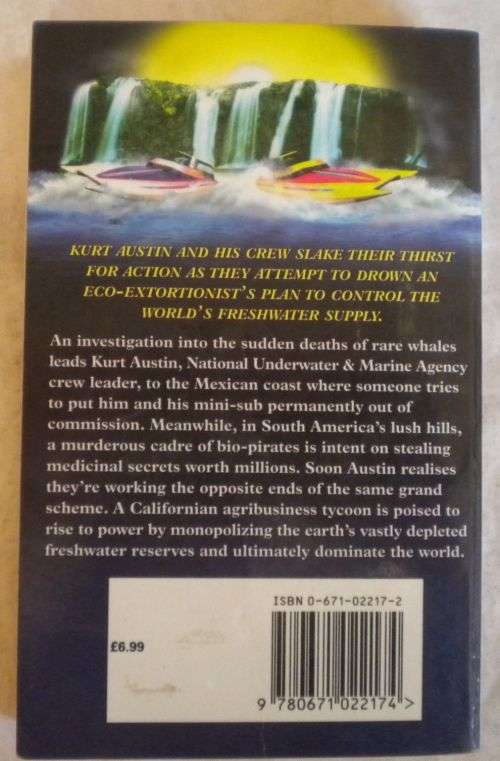 KURT AUSTIN AND HIS CREW SLAKE THEIR THIRST
FOR ACTION AS THEY ATTEMPT TO DROWN AN
ECO-EXTORTIONIST'S PLAN TO CONTROL THE
WORLD'S FRESHWATER SUPPLY.
An investigation into the sudden deaths of rare whales
leads Kurt Austin, National Underwater & Marine Agency
crew leader, to the Mexican coast where someone tries
to put him and his mini-sub permanently out of
commission. Meanwhile, in South America's lush hills,
a murderous cadre of bio-pirates is intent on stealing
medicinal secrets worth millions. Soon Austin realises
they're working the opposite ends of the same grand
scheme. A Californian agribusiness tycoon is poised to
rise to power by monopolizing the earth's vastly depleted
freshwater reserves and ultimately dominate the world.
ISBN 0-671-02217-2
£6.99
9 780671 022174 >